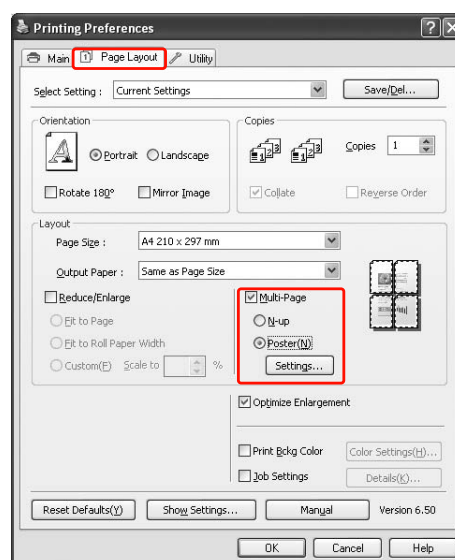 Printing Preferences
Main Page Layout Utility
Select Setting : Current Settings Save/Del...
Orientation Copies
Portrait Landscape Copies 1
Rotate 180° Mirror Image Collate Reverse Order
Layout
Page Size : A4 210 x 297 mm
Output Paper : Same as Page Size
Reduce/Enlarge Multi-Page
Fit to Page N-up
Fit to Roll Paper Width Poster(N)
Custom(F) Scale to % Settings...
Optimize Enlargement
Print Bckg Color Color Settings(H)...
Job Settings Details(K)...
Reset Defaults(Y) Show Settings... Manual Version 6.50
OK Cancel Help